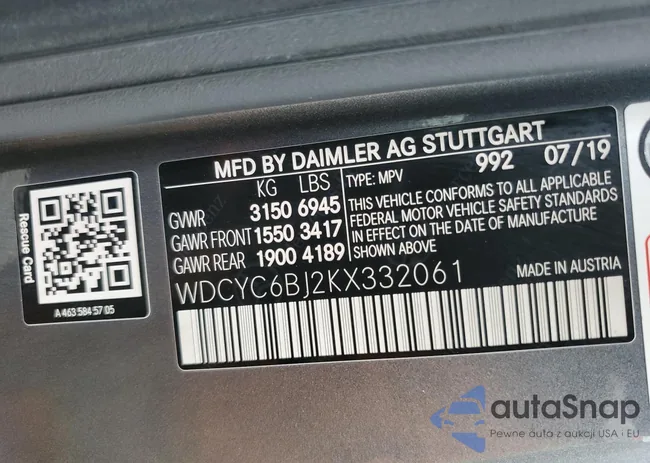 MFD BY DAIMLER AG STUTTGART
992 07/19
KG LBS
GVWR 3150 6945
GAWR FRONT 1550 3417
GAWR REAR 1900 4189
TYPE: MPV
THIS VEHICLE CONFORMS TO ALL APPLICABLE
FEDERAL MOTOR VEHICLE SAFETY STANDARDS
IN EFFECT ON THE DATE OF MANUFACTURE
SHOWN ABOVE
WDCYC6BJ2KX332061
MADE IN AUSTRIA
Rescue Card
A 463 584 57 05
autoSnap
Pewne auta z aukcji USA i EU